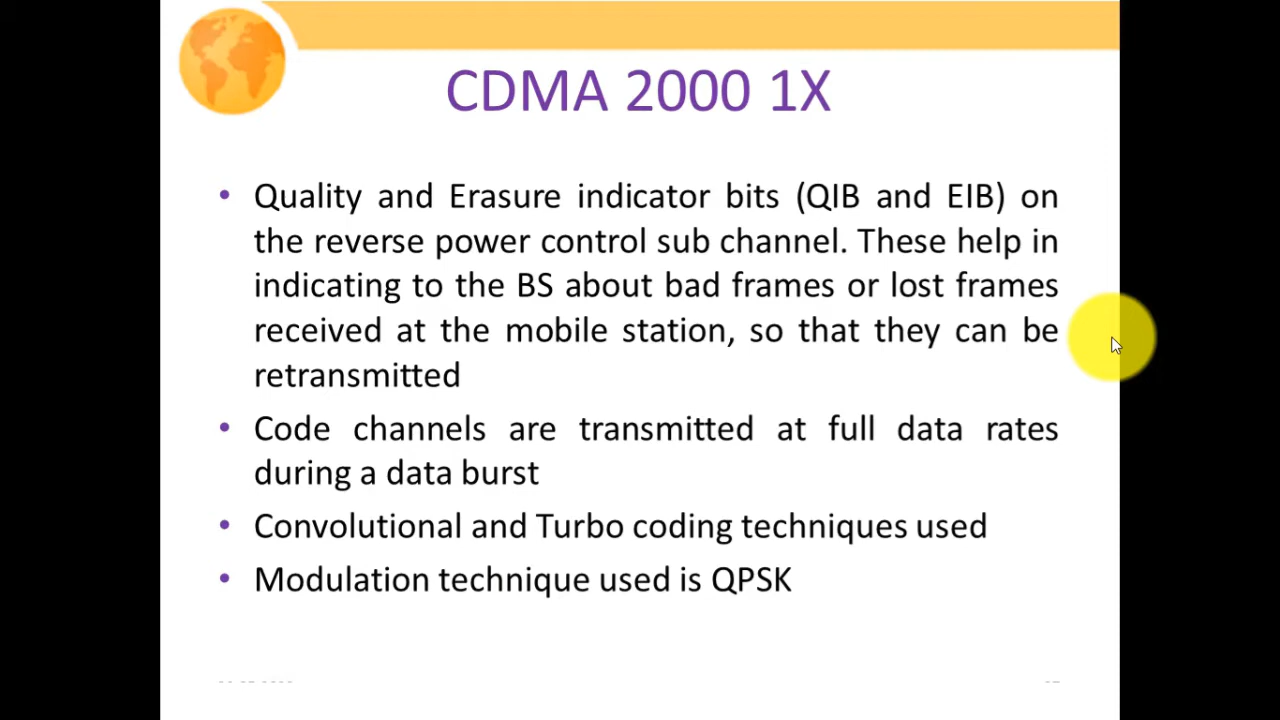 CDMA 2000 1X
• Quality and Erasure indicator bits (QIB and EIB) on
the reverse power control sub channel. These help in
indicating to the BS about bad frames or lost frames
received at the mobile station, so that they can be
retransmitted
• Code channels are transmitted at full data rates
during a data burst
• Convolutional and Turbo coding techniques used
• Modulation technique used is QPSK